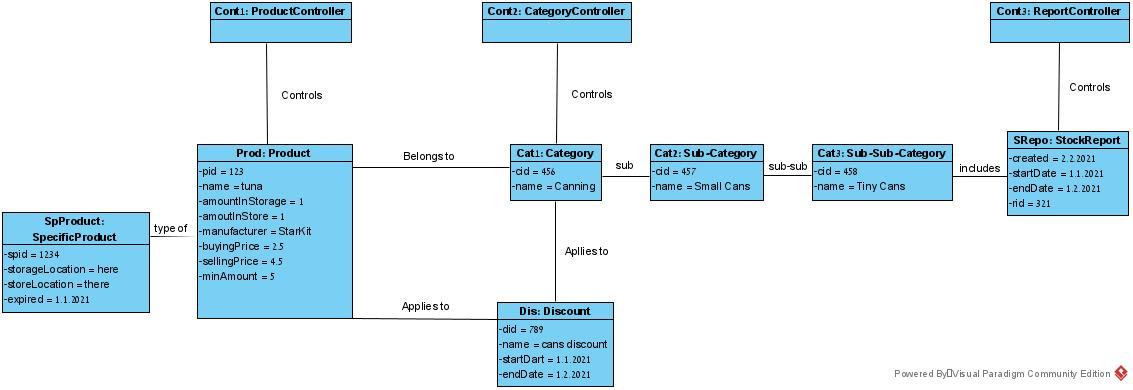 Cont1: ProductController
Cont2: CategoryController
Cont3: ReportController
Controls
Controls
Controls
Prod: Product
-pid = 123
-name = tuna
-amountInStorage = 1
-amoutInStore = 1
-manufacturer = StarKit
-buyingPrice = 2.5
-sellingPrice = 4.5
-minAmount = 5
Belongs to
Cat1: Category
-cid = 456
-name = Canning
sub
Cat2: Sub-Category
-cid = 457
-name = Small Cans
sub-sub
Cat3: Sub-Sub-Category
-cid = 458
-name = Tiny Cans
includes
SRepo: StockReport
-created = 2.2.2021
-startDate = 1.1.2021
-endDate = 1.2.2021
-rid = 321
SpProduct:
SpecificProduct
-spid = 1234
-storageLocation = here
-storeLocation = there
-expired = 1.1.2021
type of
Apllies to
Applies to
Dis: Discount
-did = 789
-name = cans discount
-startDart = 1.1.2021
-endDate = 1.2.2021
Powered By Visual Paradigm Community Edition